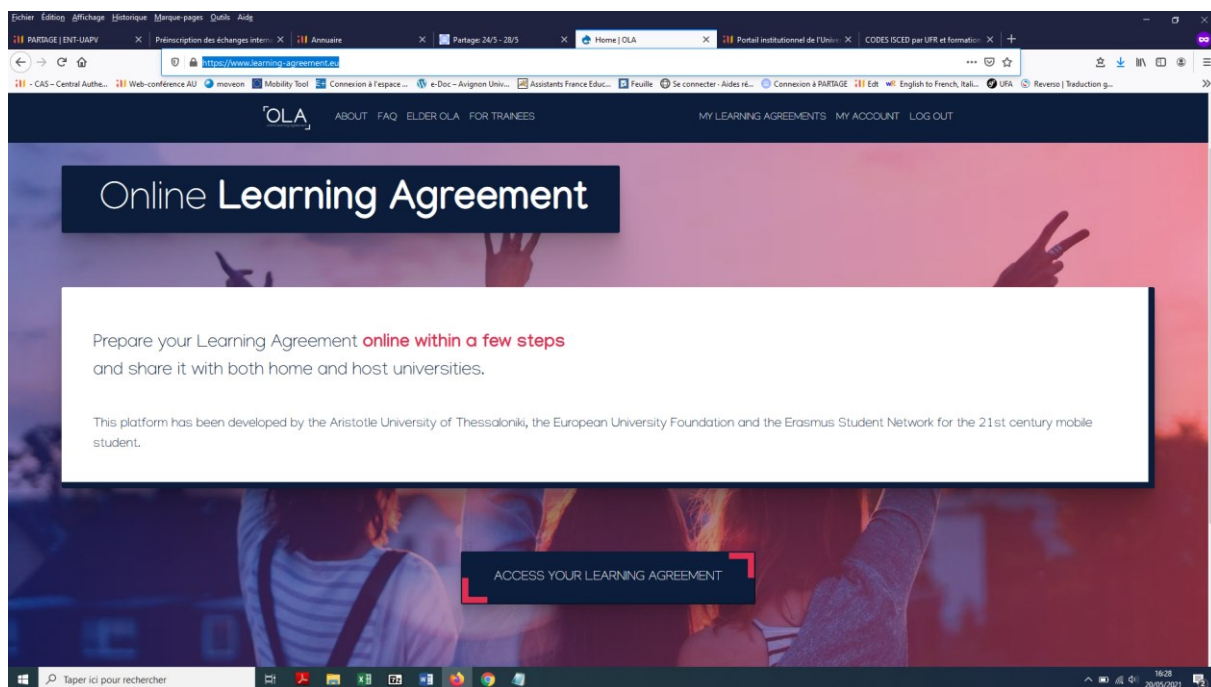 Fichier Édition Affichage Historique Marque-pages Outils Aide
PARTAGE | ENT-UAPV
Préinscription des échanges intern
Annuaire
Partage: 24/5 - 28/5
Home | OLA
Portail institutionnel de l'Univer
CODES ISCED par UFR et formation
https://www.learning-agreement.eu
- CAS – Central Authe...
Web-conférence AU
moveon
Mobility Tool
Connexion à l'espace ...
e-Doc – Avignon Univ...
Assistants France Educ...
Feuille
Se connecter · Aides ré...
Connexion à PARTAGE
Edt
English to French, Itali...
UFA
Reverso | Traduction g...
OLA
ABOUT FAQ ELDER OLA FOR TRAINEES
MY LEARNING AGREEMENTS MY ACCOUNT LOG OUT
Online Learning Agreement
Prepare your Learning Agreement online within a few steps
and share it with both home and host universities.
This platform has been developed by the Aristotle University of Thessaloniki, the European University Foundation and the Erasmus Student Network for the 21st century mobile
student.
ACCESS YOUR LEARNING AGREEMENT
Taper ici pour rechercher
16:28
20/05/2021